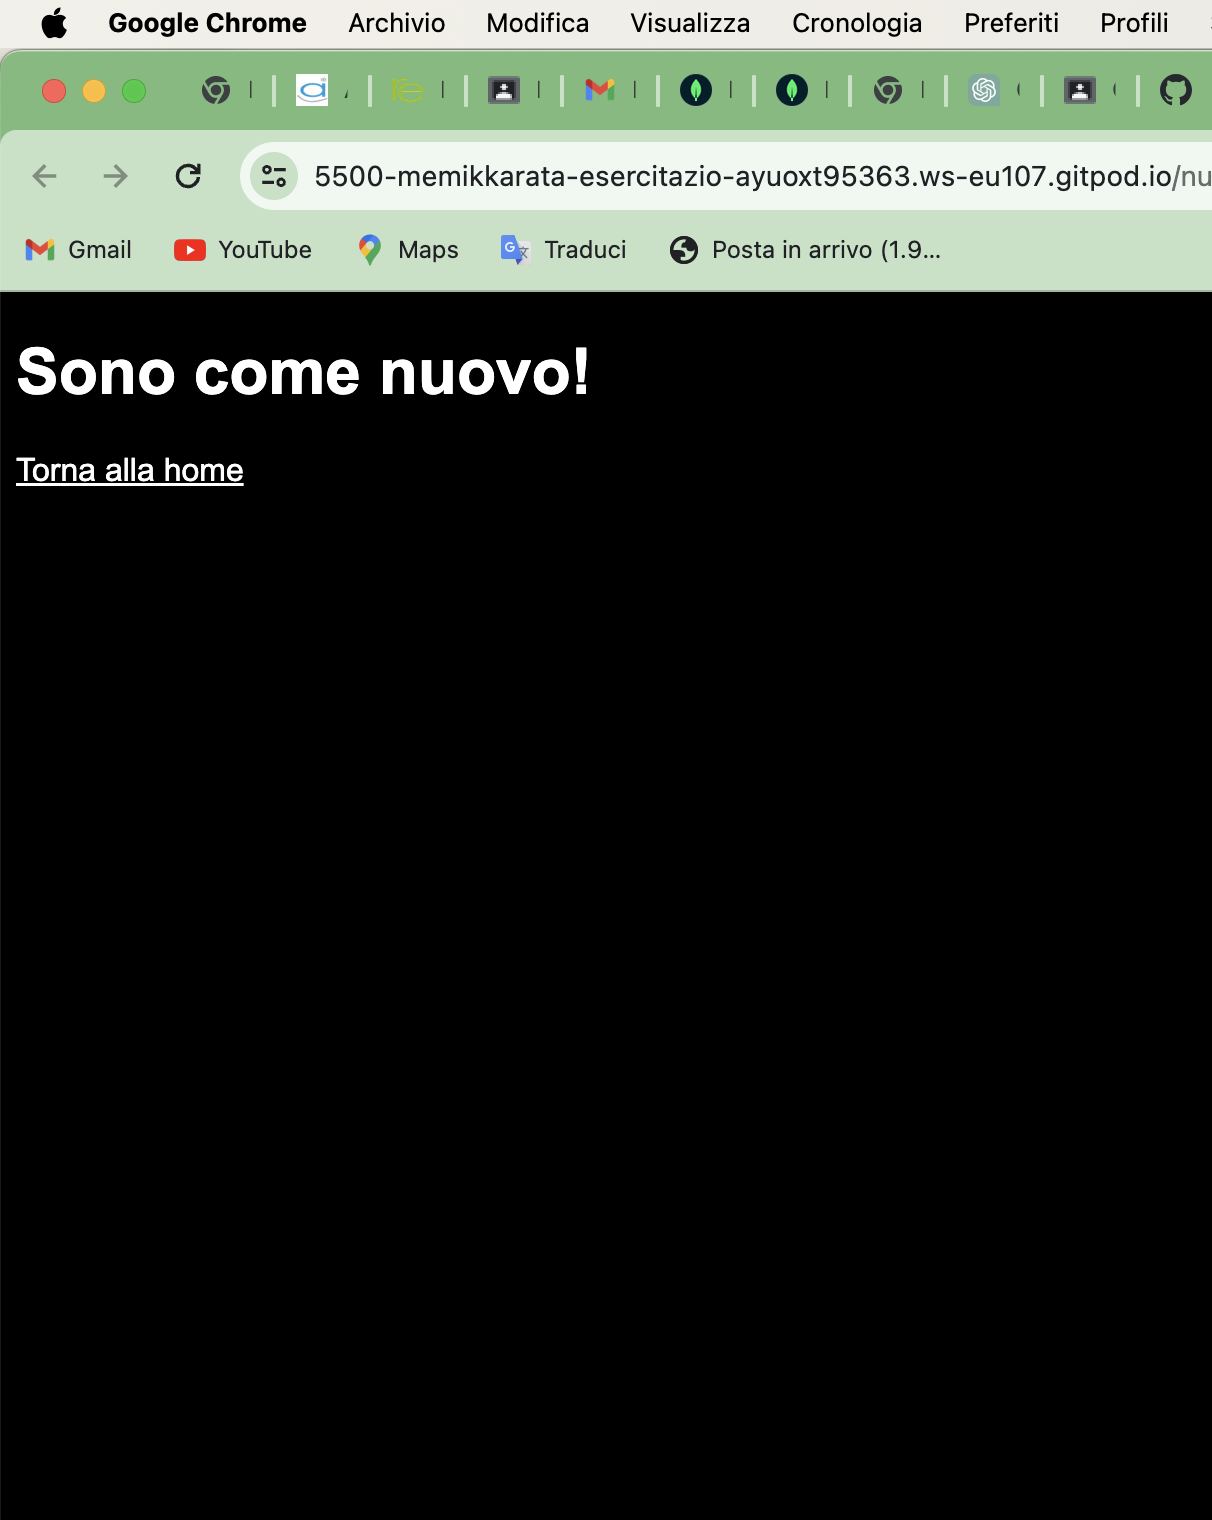 Google Chrome Archivio Modifica Visualizza Cronologia Preferiti Profili
5500-memikkarata-esercitazio-ayuoxt95363.ws-eu107.gitpod.io/nu
Gmail YouTube Maps Traduci Posta in arrivo (1.9...
Sono come nuovo!
Torna alla home